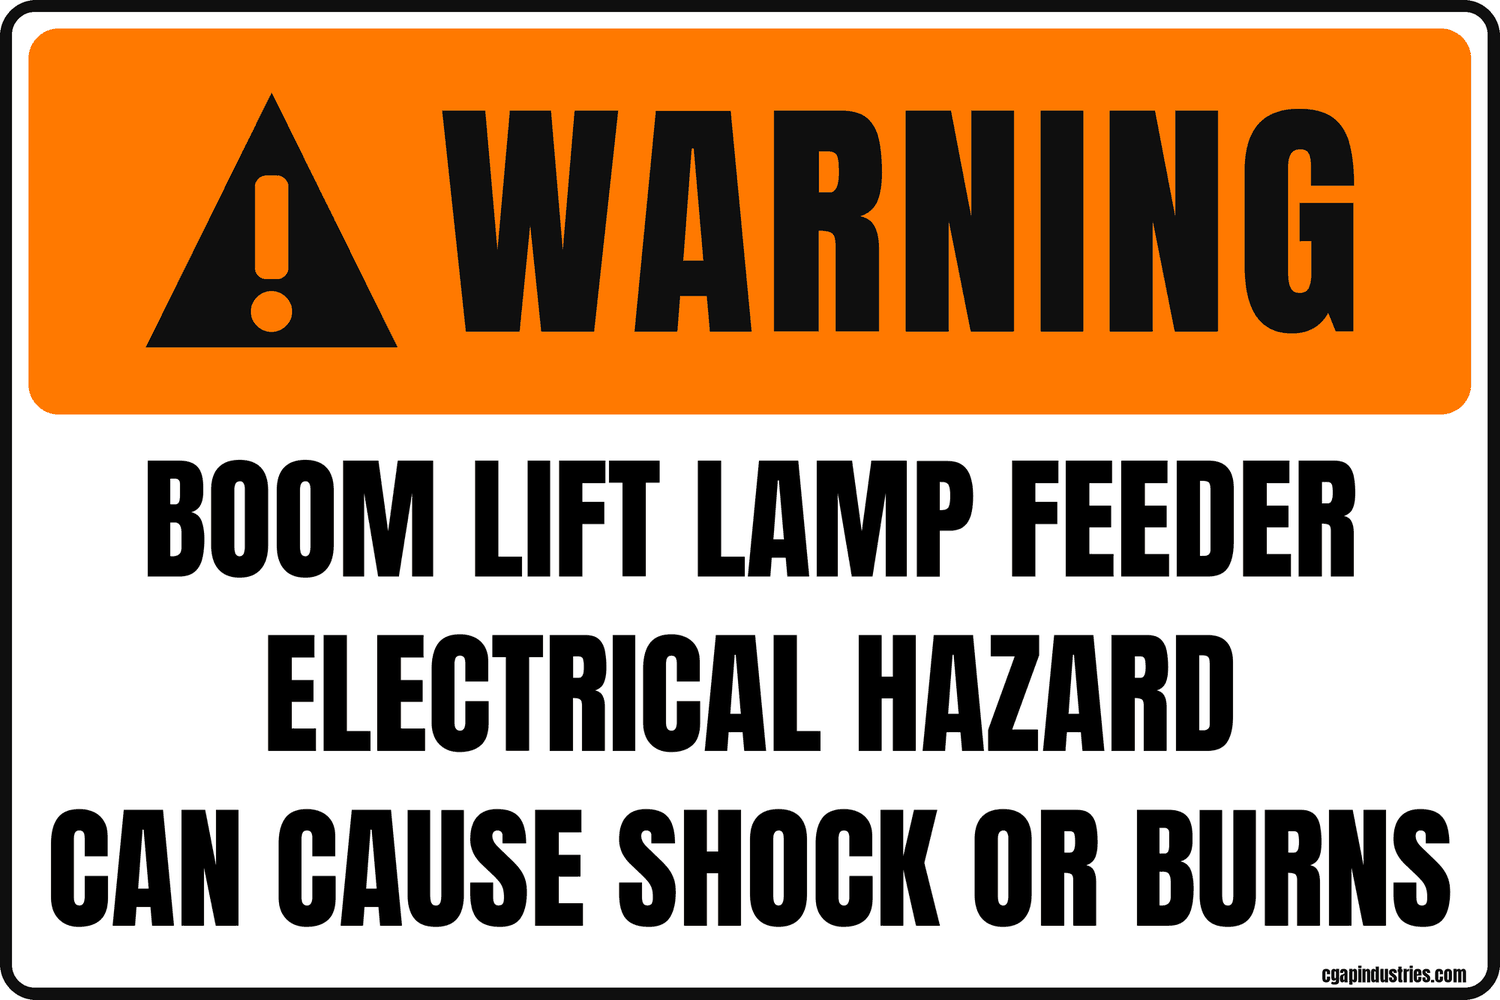 WARNING
BOOM LIFT LAMP FEEDER
ELECTRICAL HAZARD
CAN CAUSE SHOCK OR BURNS
cgapindustries.com